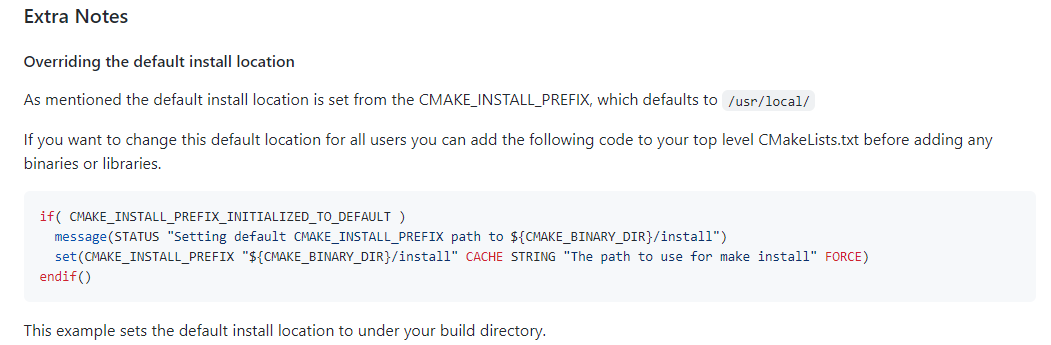 Extra Notes
Overriding the default install location
As mentioned the default install location is set from the CMAKE_INSTALL_PREFIX, which defaults to /usr/local/
If you want to change this default location for all users you can add the following code to your top level CMakeLists.txt before adding any
binaries or libraries.
if( CMAKE_INSTALL_PREFIX_INITIALIZED_TO_DEFAULT )
  message(STATUS "Setting default CMAKE_INSTALL_PREFIX path to ${CMAKE_BINARY_DIR}/install")
  set(CMAKE_INSTALL_PREFIX "${CMAKE_BINARY_DIR}/install" CACHE STRING "The path to use for make install" FORCE)
endif()
This example sets the default install location to under your build directory.